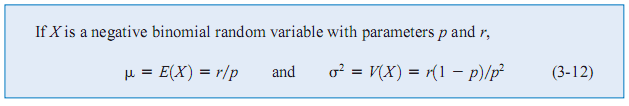 If X is a negative binomial random variable with parameters p and r,
μ = E(X) = r/p and σ² = V(X) = r(1 − p)/p² (3-12)